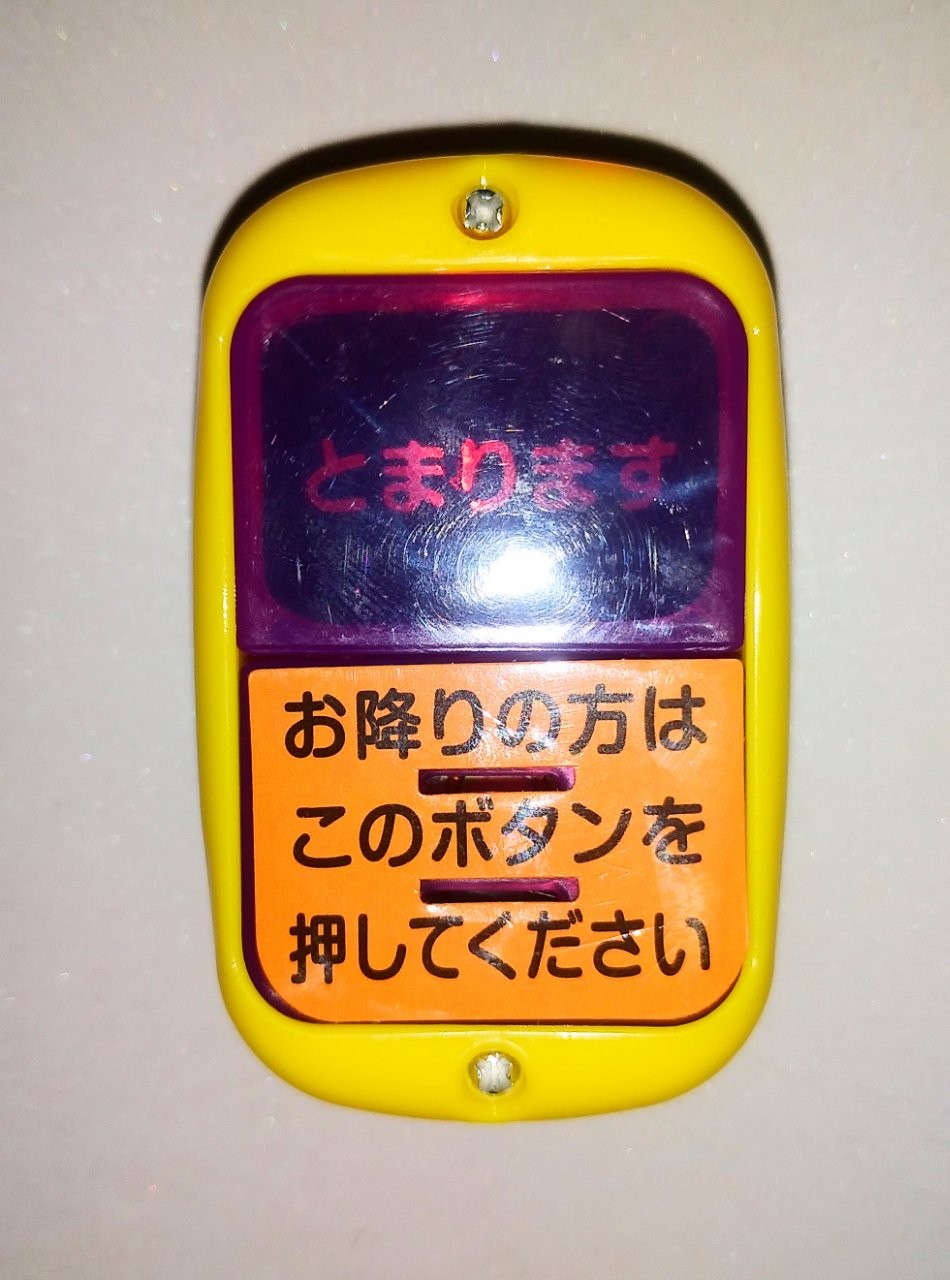 とまります
お降りの方は
このボタンを
押してください